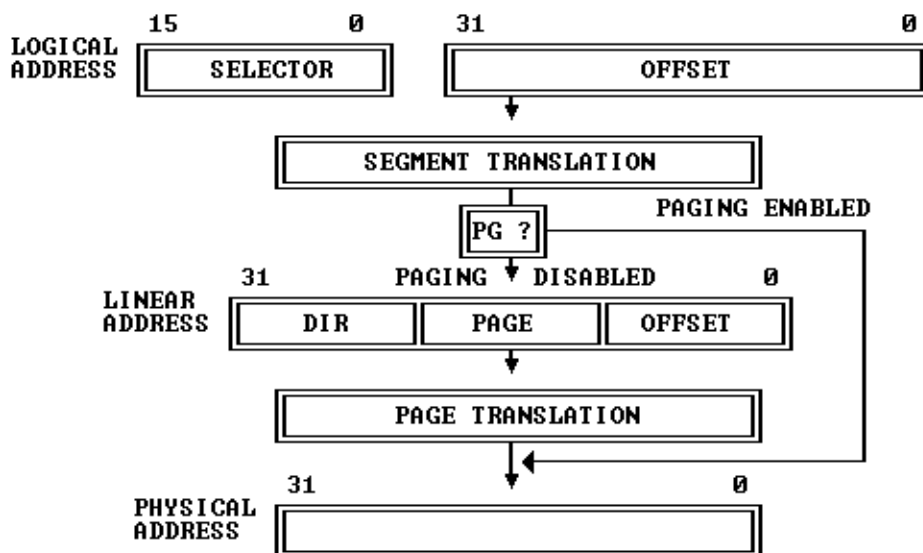 15 0 31 0
LOGICAL
ADDRESS
SELECTOR OFFSET
SEGMENT TRANSLATION
PAGING ENABLED
PG ?
31 PAGING DISABLED 0
LINEAR
ADDRESS
DIR PAGE OFFSET
PAGE TRANSLATION
31 0
PHYSICAL
ADDRESS